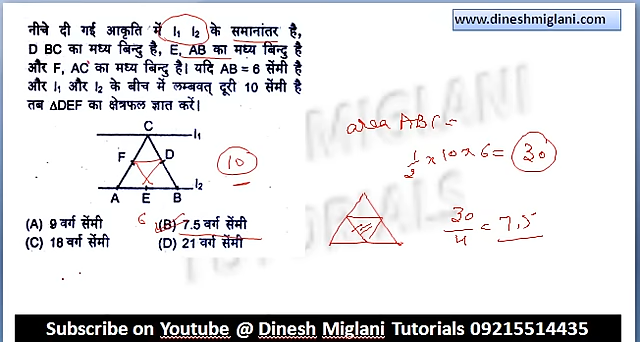 www.dineshmiglani.com
नीचे दी गई आकृति में l₁ l₂ के समानांतर है,
D BC का मध्य बिन्दु है, E, AB का मध्य बिन्दु है
और F, AC का मध्य बिन्दु है। यदि AB = 6 सेंमी है
और l₁ और l₂ के बीच में लम्बवत् दूरी 10 सेंमी है
तब ΔDEF का क्षेत्रफल ज्ञात करें।
area ABC =
1/2 x 10 x 6 = 30
C l₁
F D 10
A E B l₂
6
(A) 9 वर्ग सेंमी (B) 7.5 वर्ग सेंमी
(C) 18 वर्ग सेंमी (D) 21 वर्ग सेंमी
30/4 = 7.5
MIGLANI
TUTORIALS
Subscribe on Youtube @ Dinesh Miglani Tutorials 09215514435